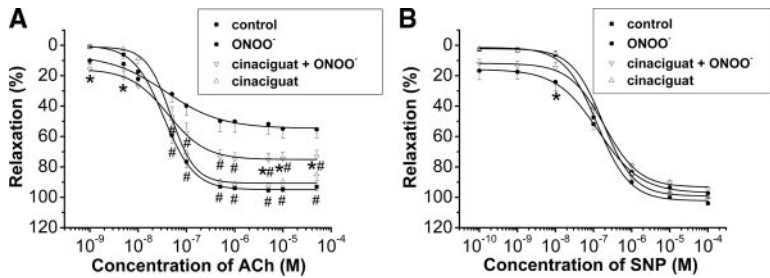 A
control
ONOO⁻
cinaciguat + ONOO⁻
cinaciguat
Relaxation (%)
0
20
40
60
80
100
120
* * # # # # # # *# *# *# # # #
10⁻⁹ 10⁻⁸ 10⁻⁷ 10⁻⁶ 10⁻⁵ 10⁻⁴
Concentration of ACh (M)
B
control
ONOO⁻
cinaciguat + ONOO⁻
cinaciguat
Relaxation (%)
0
20
40
60
80
100
120
*
10⁻¹⁰ 10⁻⁹ 10⁻⁸ 10⁻⁷ 10⁻⁶ 10⁻⁵ 10⁻⁴
Concentration of SNP (M)